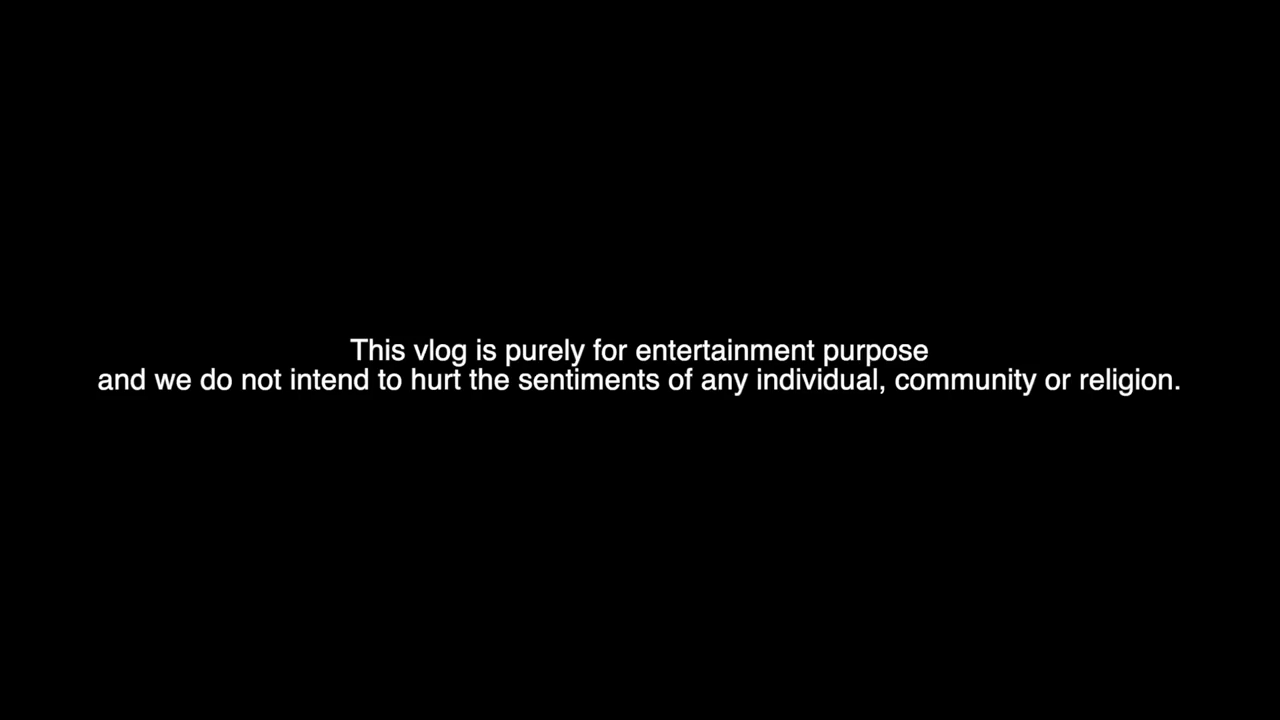 This vlog is purely for entertainment purpose
and we do not intend to hurt the sentiments of any individual, community or religion.